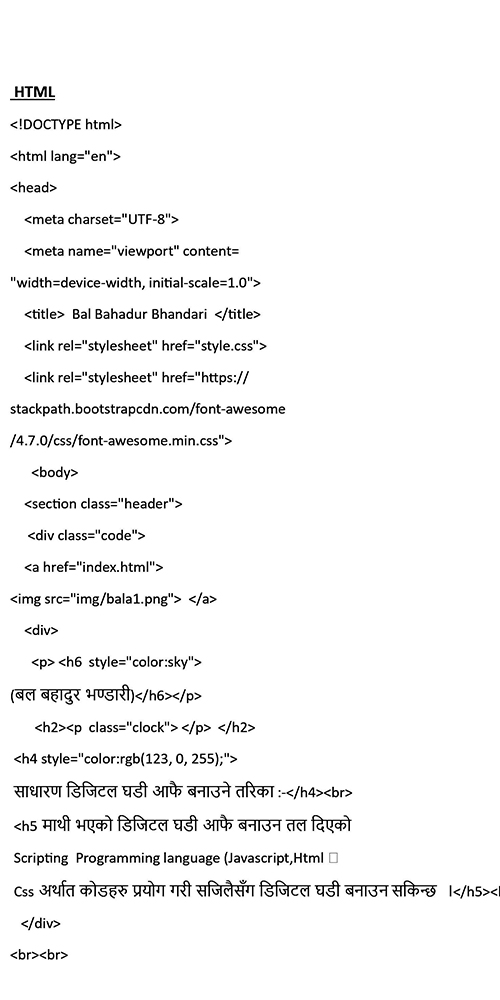 HTML
<!DOCTYPE html>
<html lang="en">
<head>
<meta charset="UTF-8">
<meta name="viewport" content=
"width=device-width, initial-scale=1.0">
<title>  Bal Bahadur Bhandari  </title>
<link rel="stylesheet" href="style.css">
<link rel="stylesheet" href="https://
stackpath.bootstrapcdn.com/font-awesome
/4.7.0/css/font-awesome.min.css">
<body>
<section class="header">
<div class="code">
<a href="index.html">
<img src="img/bala1.png">  </a>
<div>
<p> <h6  style="color:sky">
(बल बहादुर भण्डारी)</h6></p>
<h2><p  class="clock"> </p>  </h2>
<h4 style="color:rgb(123, 0, 255);">
साधारण डिजिटल घडी आफै बनाउने तरिका :-</h4><br>
<h5 माथी भएको डिजिटल घडी आफै बनाउन तल दिएको
Scripting  Programming language (Javascript,Html □
Css अर्थात कोडहरु प्रयोग गरी सजिलैसँग डिजिटल घडी बनाउन सकिन्छ   ।</h5><
</div>
<br><br>